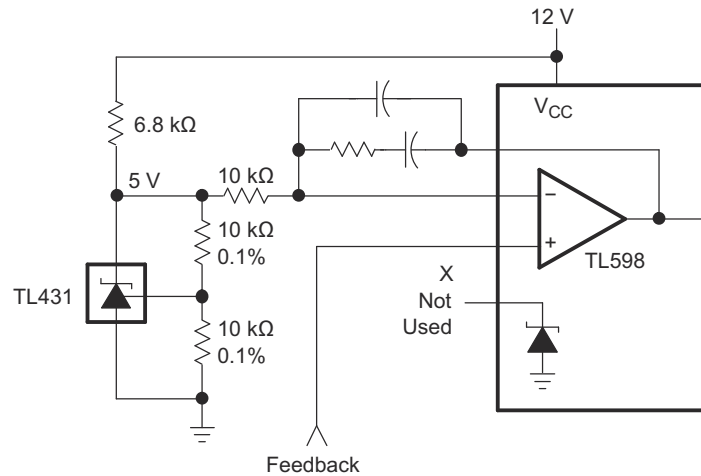 12 V
V_CC
6.8 kΩ
5 V
10 kΩ
10 kΩ
0.1%
TL431
10 kΩ
0.1%
−
+
TL598
X
Not
Used
Feedback